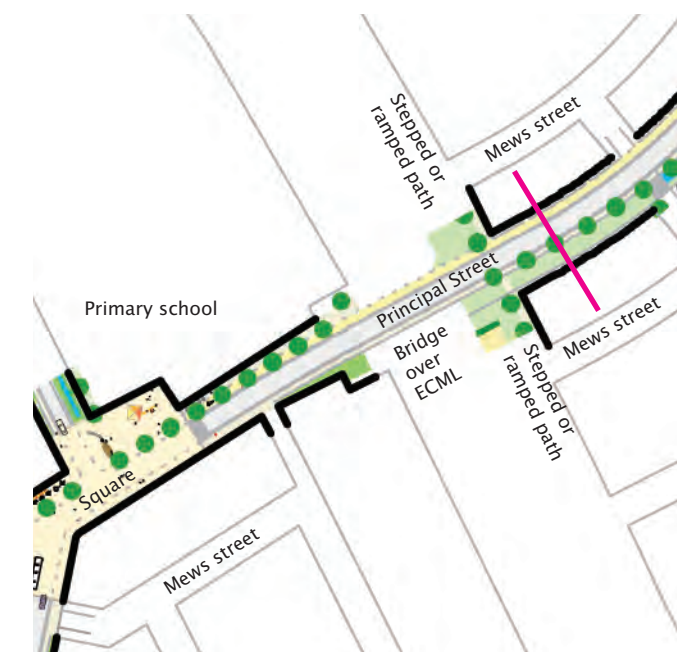 Stepped or
ramped path
Mews street
Principal Street
Primary school
Bridge
over
ECML
Mews street
Stepped or
ramped path
Square
Mews street